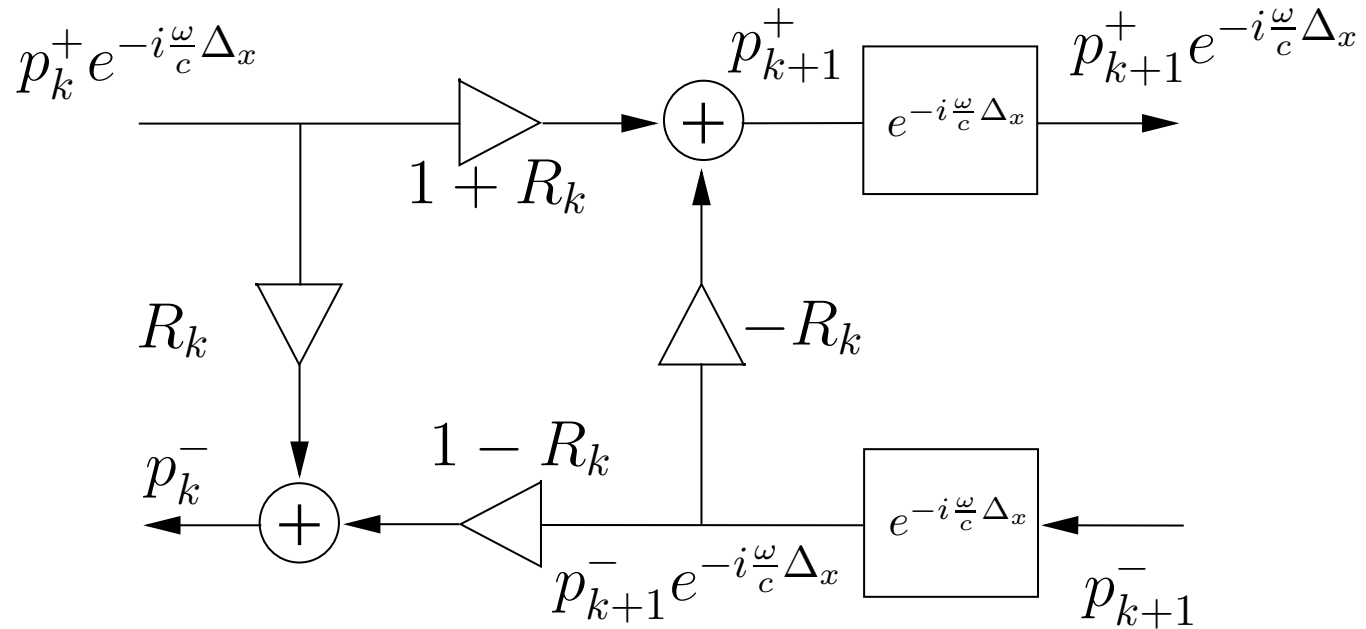 $p_k^+ e^{-i\frac{\omega}{c}\Delta_x}$
$p_{k+1}^+$
$p_{k+1}^+ e^{-i\frac{\omega}{c}\Delta_x}$
$+$
$e^{-i\frac{\omega}{c}\Delta_x}$
$1 + R_k$
$R_k$
$-R_k$
$1 - R_k$
$p_k^-$
$+$
$e^{-i\frac{\omega}{c}\Delta_x}$
$p_{k+1}^- e^{-i\frac{\omega}{c}\Delta_x}$
$p_{k+1}^-$